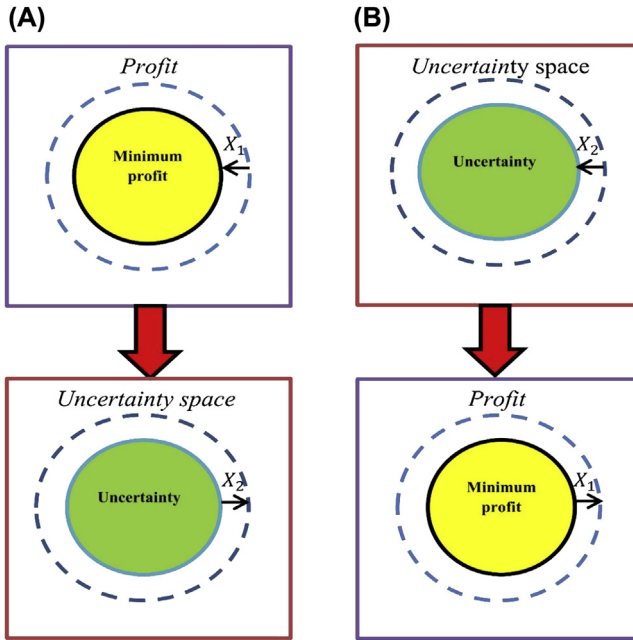 (A)
Profit
X1
Minimum
profit
Uncertainty space
X2
Uncertainty
(B)
Uncertainty space
X2
Uncertainty
Profit
X1
Minimum
profit